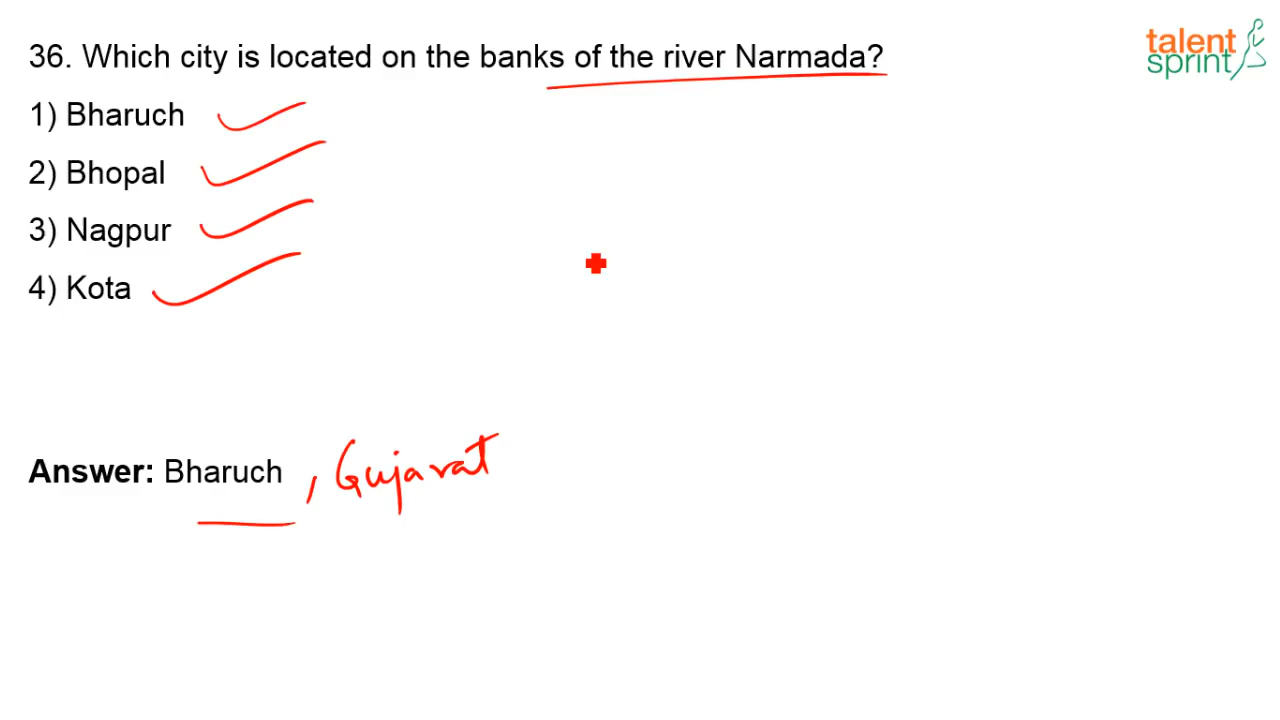 36. Which city is located on the banks of the river Narmada?
talent
sprint
1) Bharuch
2) Bhopal
3) Nagpur
4) Kota
Answer: Bharuch , Gujarat